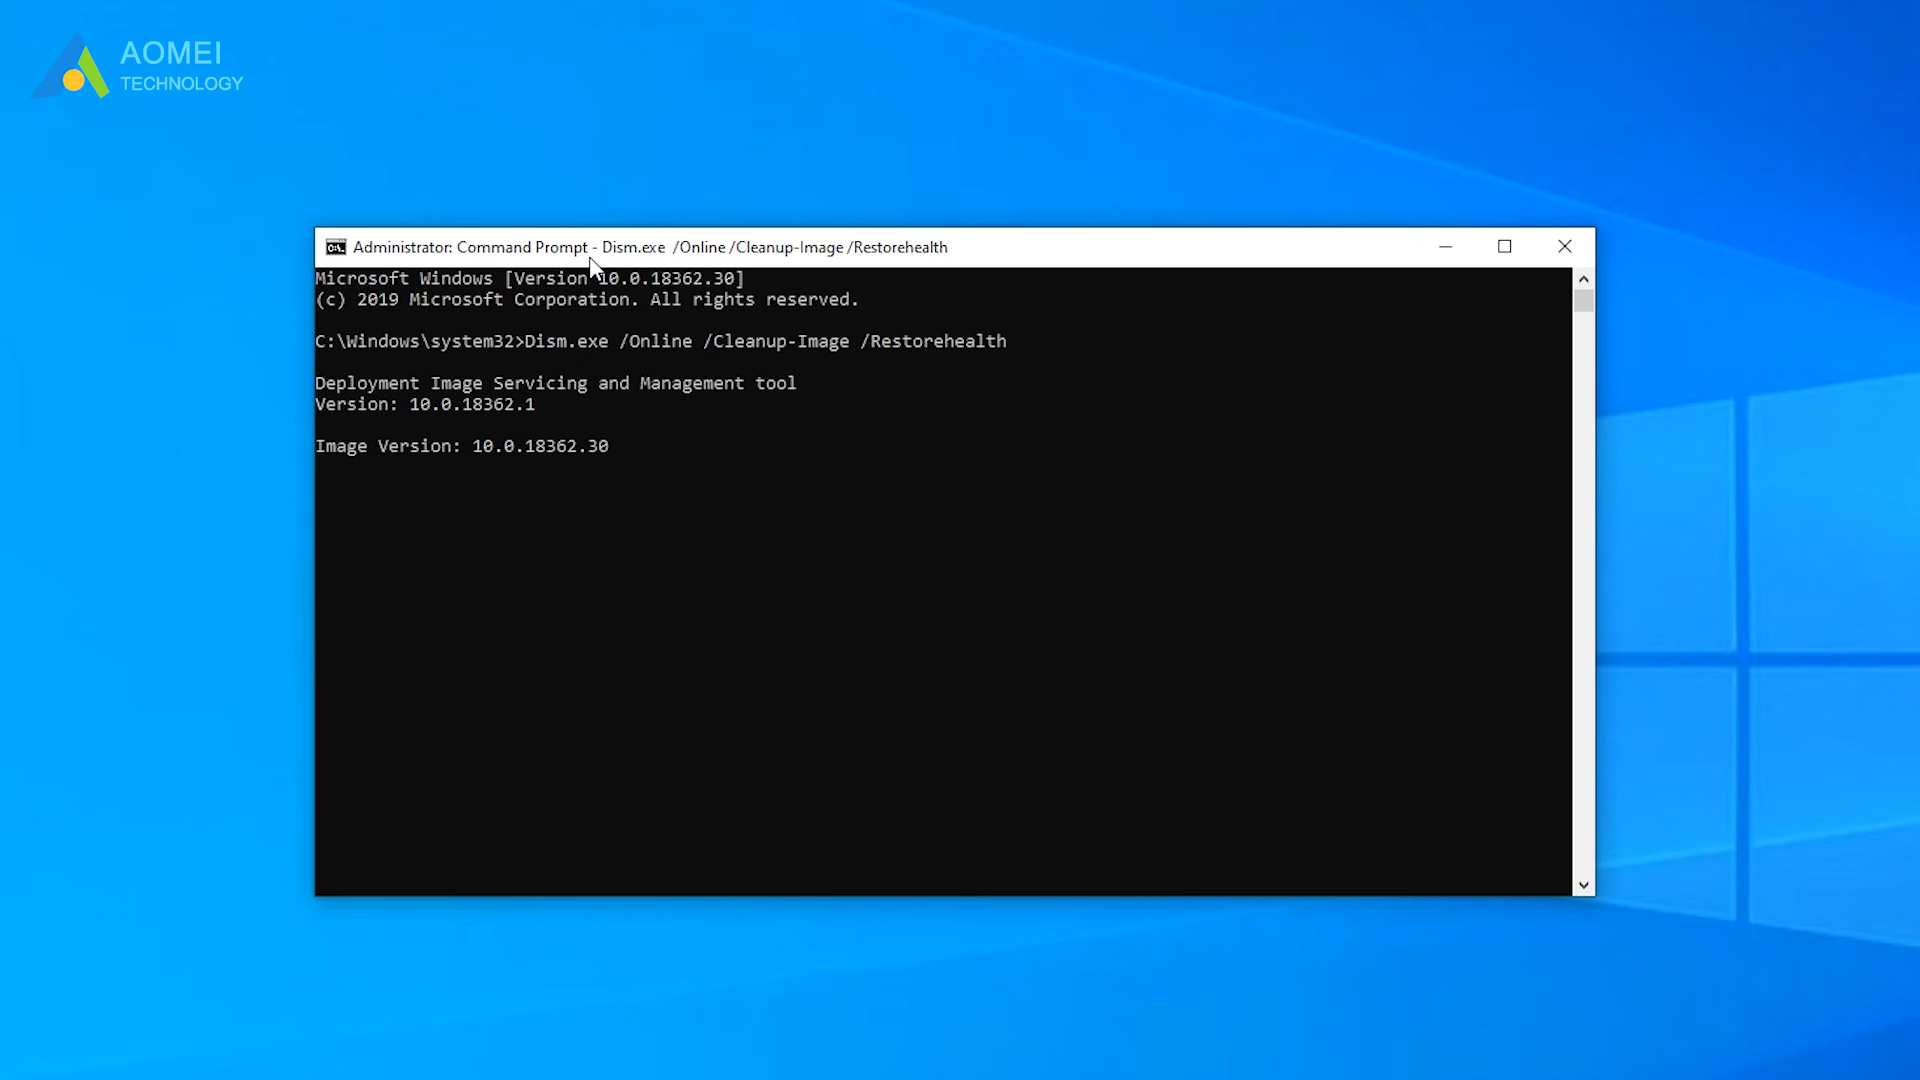 AOMEI
TECHNOLOGY
Administrator: Command Prompt - Dism.exe  /Online /Cleanup-Image /Restorehealth
Microsoft Windows [Version 10.0.18362.30]
(c) 2019 Microsoft Corporation. All rights reserved.
C:\Windows\system32>Dism.exe /Online /Cleanup-Image /Restorehealth
Deployment Image Servicing and Management tool
Version: 10.0.18362.1
Image Version: 10.0.18362.30